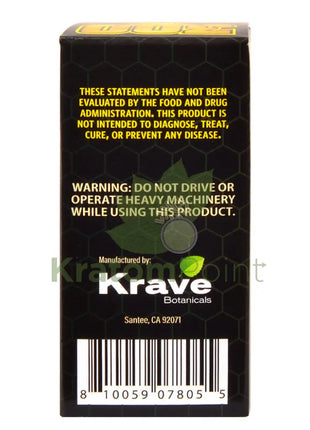 THESE STATEMENTS HAVE NOT BEEN
EVALUATED BY THE FOOD AND DRUG
ADMINISTRATION. THIS PRODUCT IS
NOT INTENDED TO DIAGNOSE, TREAT,
CURE, OR PREVENT ANY DISEASE.
WARNING: DO NOT DRIVE OR
OPERATE HEAVY MACHINERY
WHILE USING THIS PRODUCT.
Manufactured by:
Kratom Point
Krave
Botanicals
Santee, CA 92071
8 10059 07805 5